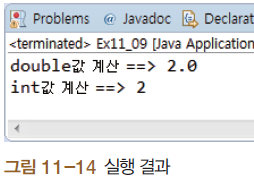 Problems @ Javadoc Declarat
<terminated> Ex11_09 [Java Application
double값 계산 ==> 2.0
int값 계산 ==> 2
그림 11-14 실행 결과